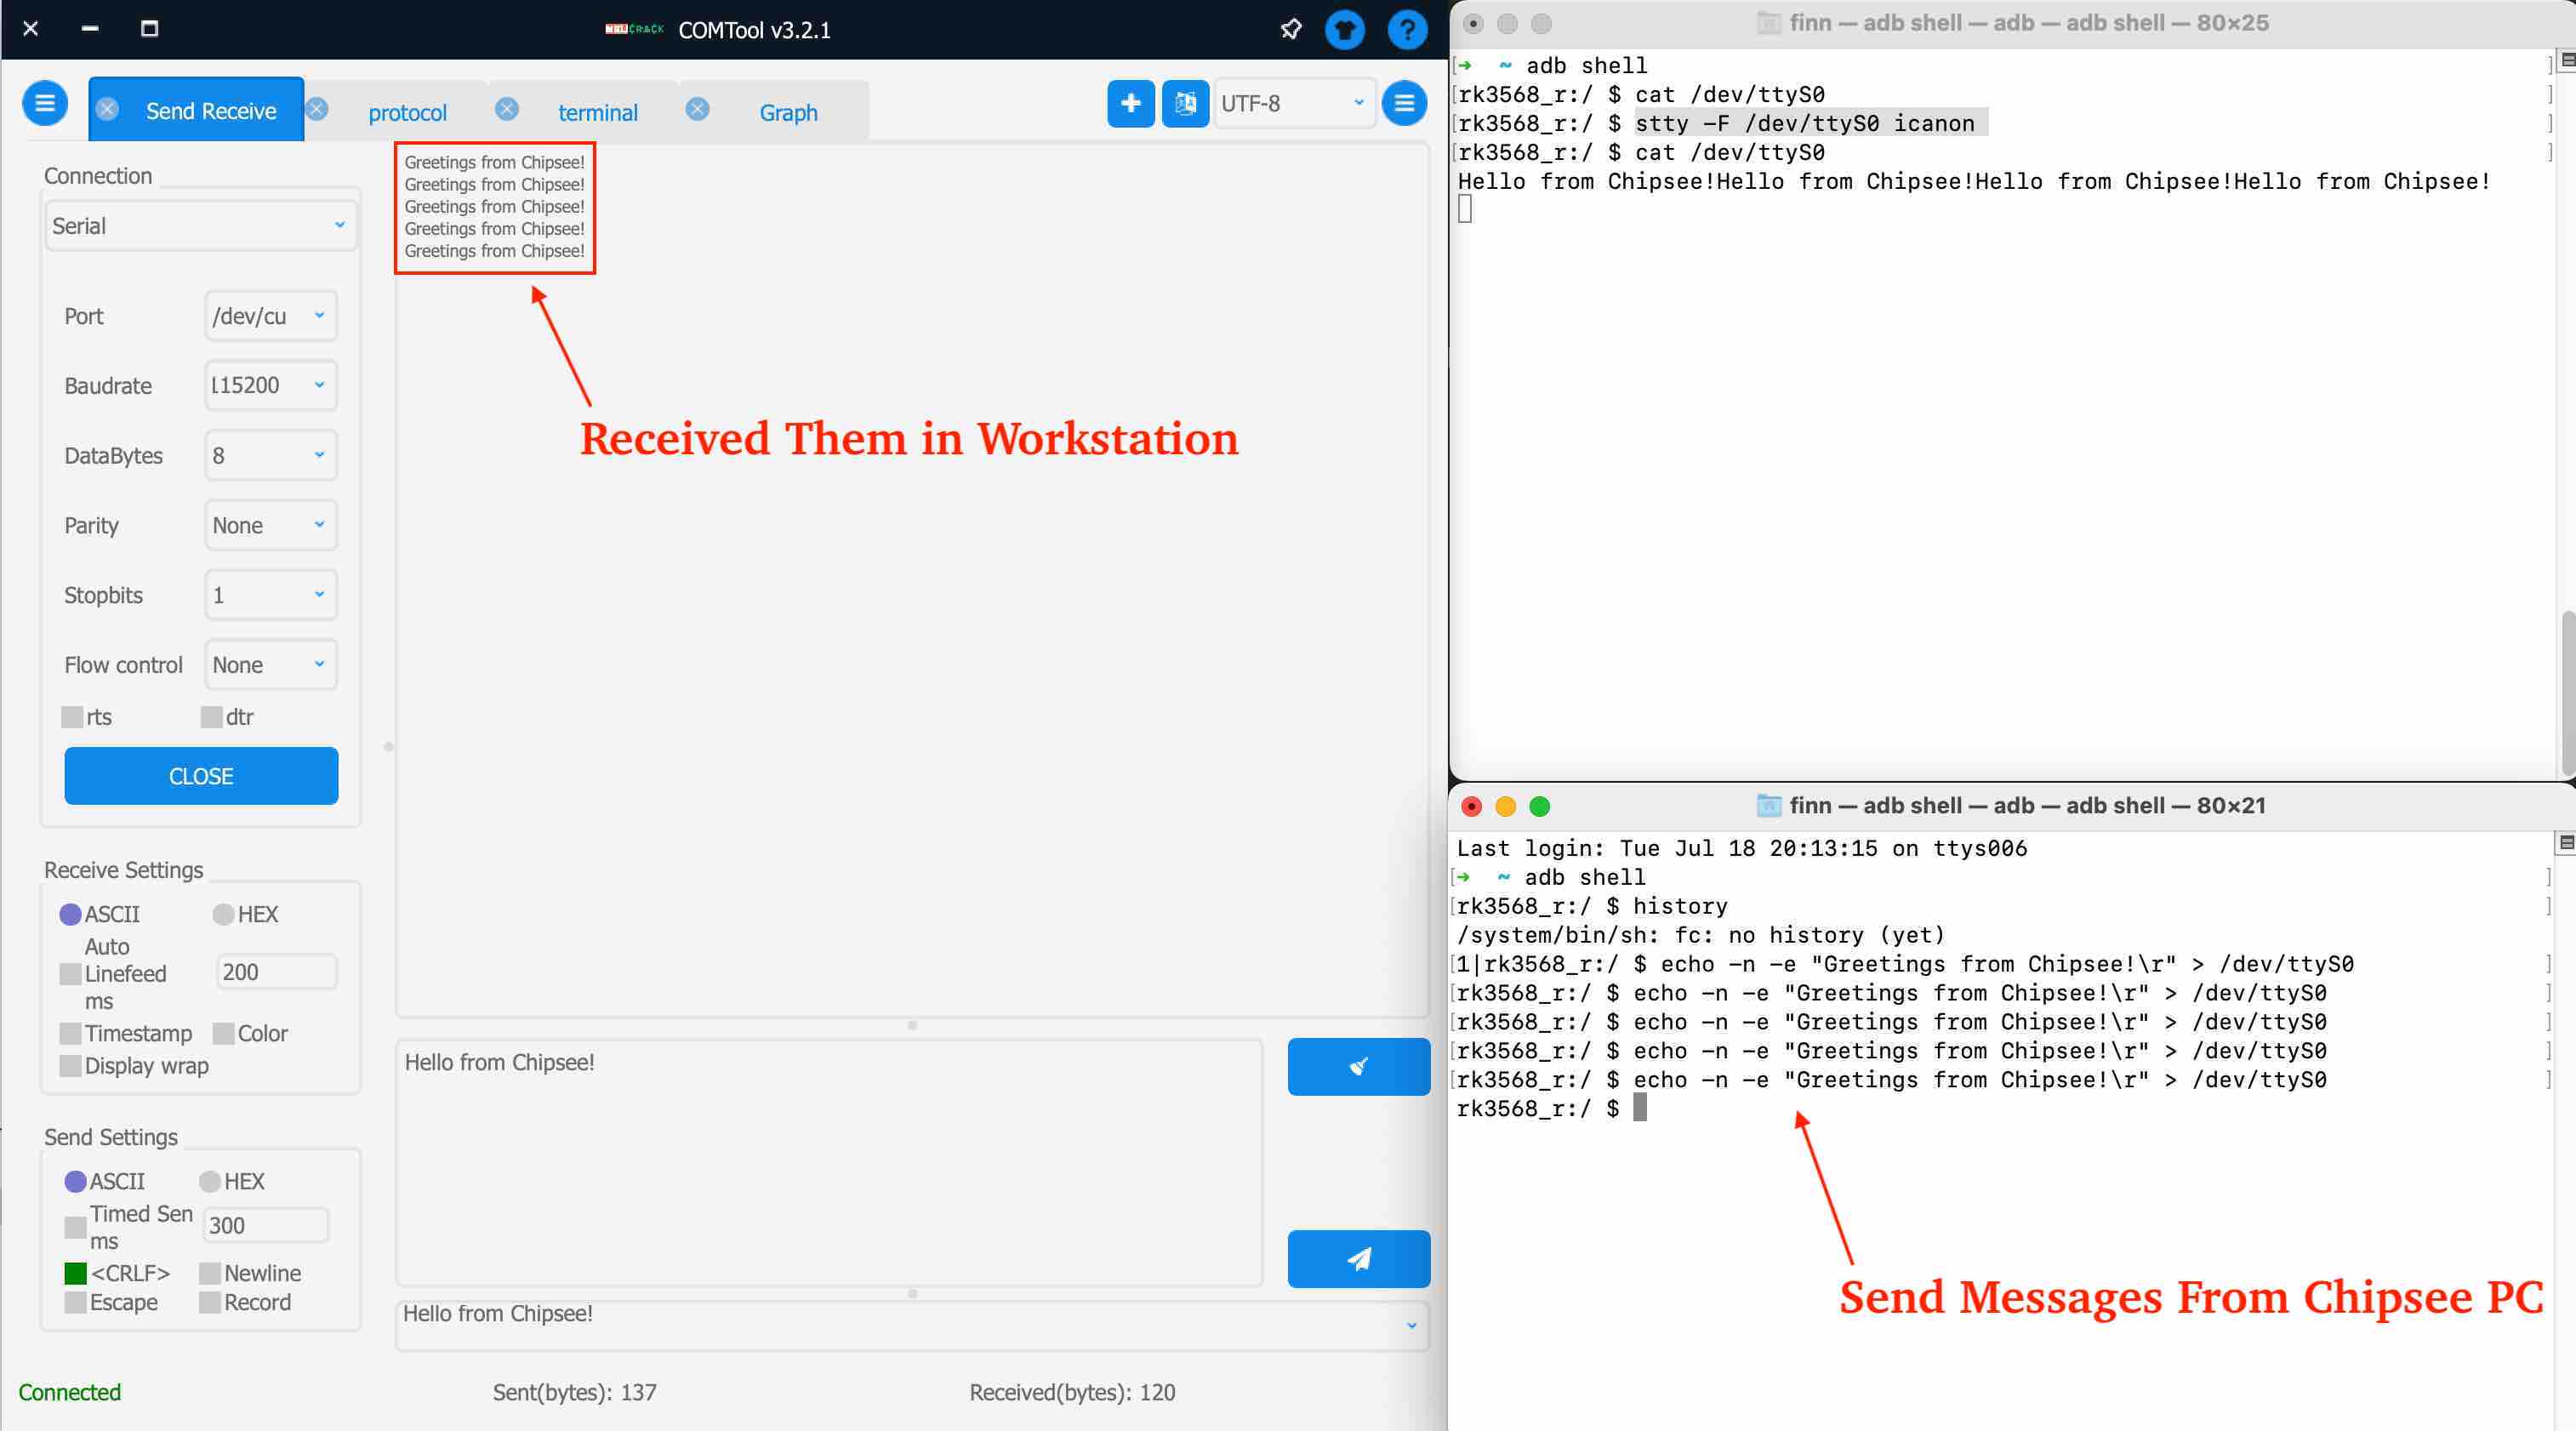 COMTool v3.2.1
Send Receive
protocol
terminal
Graph
UTF-8
Connection
Serial
Port
/dev/cu
Baudrate
115200
DataBytes
8
Parity
None
Stopbits
1
Flow control
None
rts
dtr
CLOSE
Receive Settings
ASCII
HEX
Auto
Linefeed
ms
200
Timestamp
Color
Display wrap
Send Settings
ASCII
HEX
Timed Sen
ms
300
<CRLF>
Newline
Escape
Record
Connected
Greetings from Chipsee!
Greetings from Chipsee!
Greetings from Chipsee!
Greetings from Chipsee!
Greetings from Chipsee!
Received Them in Workstation
Hello from Chipsee!
Hello from Chipsee!
Sent(bytes): 137
Received(bytes): 120
finn — adb shell — adb — adb shell — 80×25
[➜ ~ adb shell ]
[rk3568_r:/ $ cat /dev/ttyS0 ]
[rk3568_r:/ $ stty -F /dev/ttyS0 icanon ]
[rk3568_r:/ $ cat /dev/ttyS0 ]
Hello from Chipsee!Hello from Chipsee!Hello from Chipsee!Hello from Chipsee!
finn — adb shell — adb — adb shell — 80×21
Last login: Tue Jul 18 20:13:15 on ttys006
[➜ ~ adb shell ]
[rk3568_r:/ $ history ]
/system/bin/sh: fc: no history (yet)
[1|rk3568_r:/ $ echo -n -e "Greetings from Chipsee!\r" > /dev/ttyS0 ]
[rk3568_r:/ $ echo -n -e "Greetings from Chipsee!\r" > /dev/ttyS0 ]
[rk3568_r:/ $ echo -n -e "Greetings from Chipsee!\r" > /dev/ttyS0 ]
[rk3568_r:/ $ echo -n -e "Greetings from Chipsee!\r" > /dev/ttyS0 ]
[rk3568_r:/ $ echo -n -e "Greetings from Chipsee!\r" > /dev/ttyS0 ]
rk3568_r:/ $
Send Messages From Chipsee PC